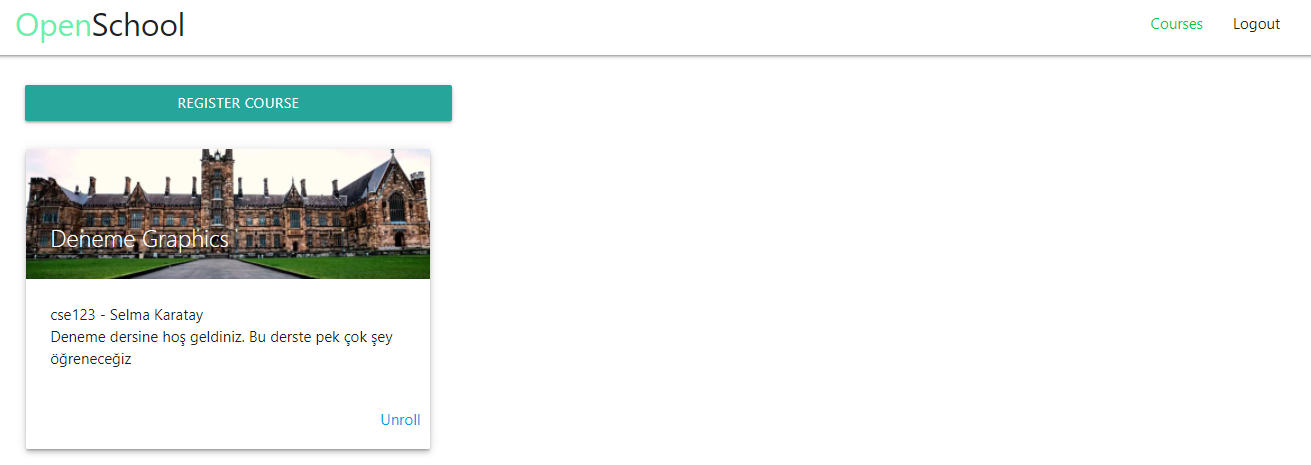 OpenSchool
Courses
Logout
REGISTER COURSE
Deneme Graphics
cse123 - Selma Karatay
Deneme dersine hoş geldiniz. Bu derste pek çok şey
öğreneceğiz
Unroll